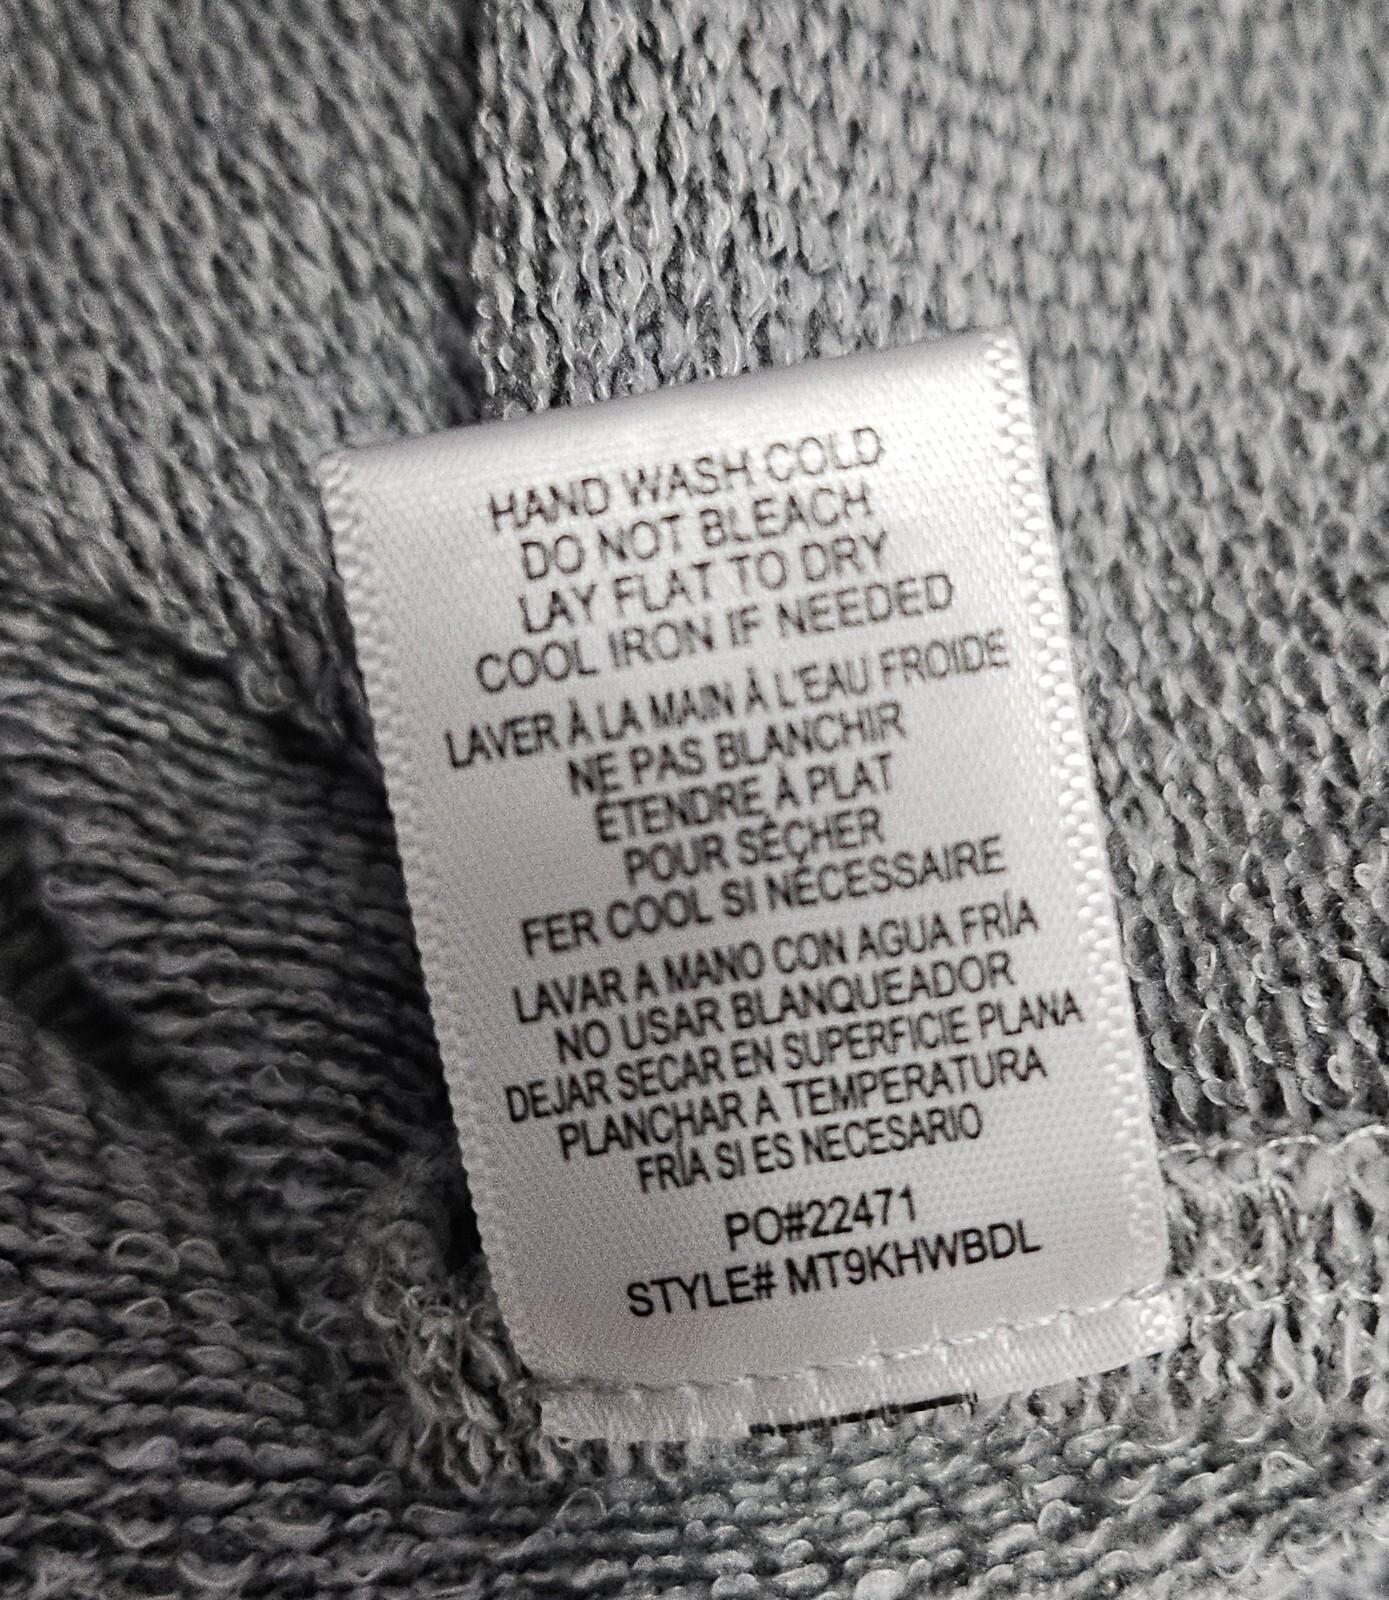 HAND WASH COLD
DO NOT BLEACH
LAY FLAT TO DRY
COOL IRON IF NEEDED
LAVER À LA MAIN À L'EAU FROIDE
NE PAS BLANCHIR
ÉTENDRE À PLAT
POUR SÉCHER
FER COOL SI NÉCESSAIRE
LAVAR A MANO CON AGUA FRÍA
NO USAR BLANQUEADOR
DEJAR SECAR EN SUPERFICIE PLANA
PLANCHAR A TEMPERATURA
FRÍA SI ES NECESARIO
PO#22471
STYLE# MT9KHWBDL